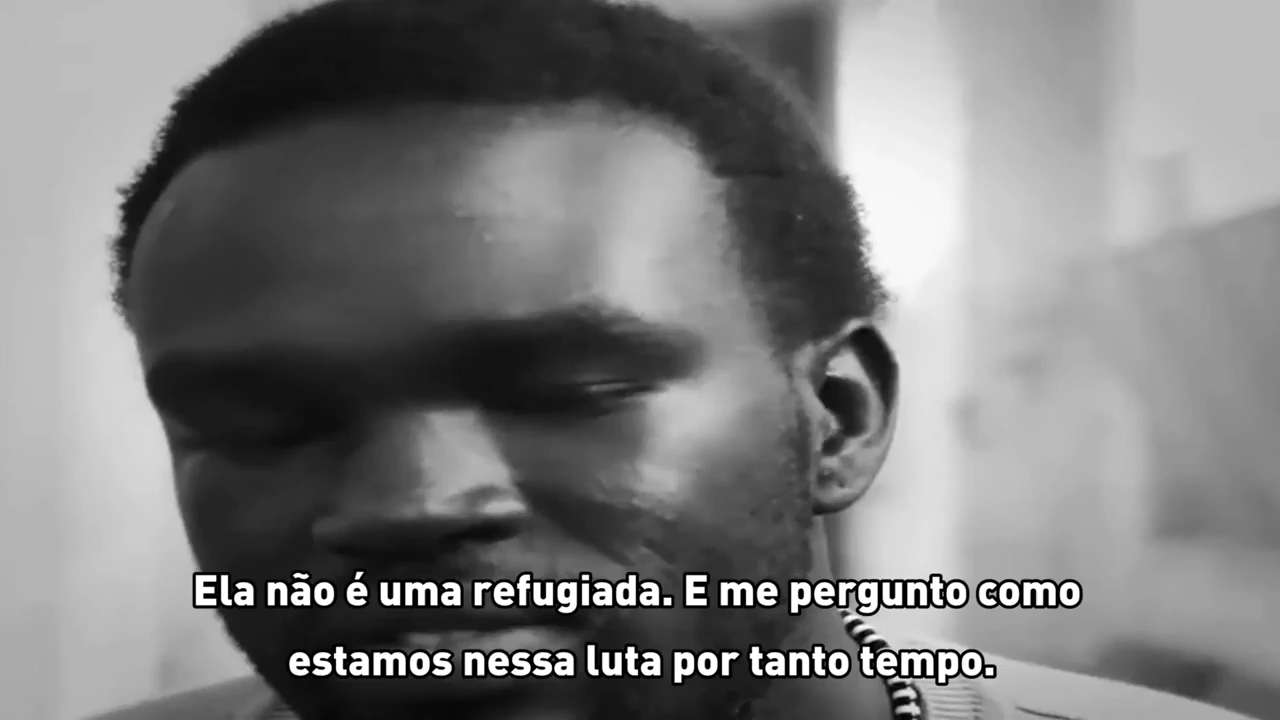 Ela não é uma refugiada. E me pergunto como
estamos nessa luta por tanto tempo.